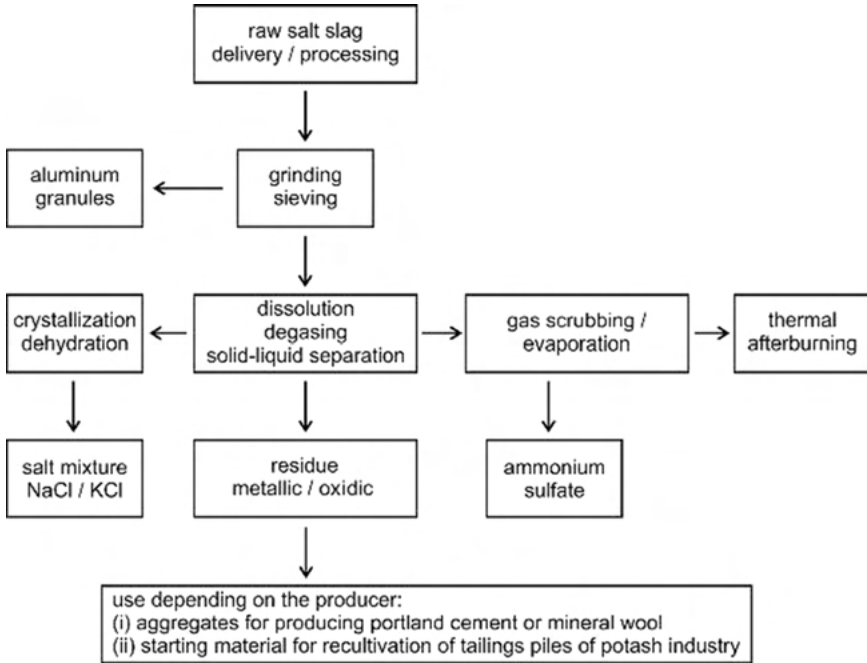 raw salt slag
delivery / processing
aluminum
granules
grinding
sieving
crystallization
dehydration
dissolution
degasing
solid-liquid separation
gas scrubbing /
evaporation
thermal
afterburning
salt mixture
NaCl / KCl
residue
metallic / oxidic
ammonium
sulfate
use depending on the producer:
(i) aggregates for producing portland cement or mineral wool
(ii) starting material for recultivation of tailings piles of potash industry